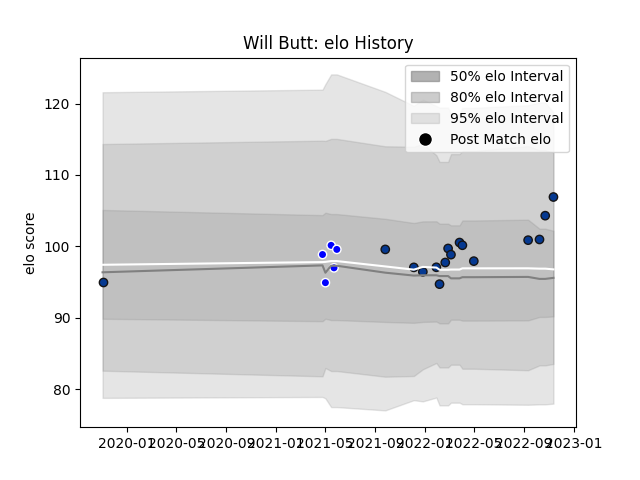 Will Butt: elo History
elo score
120
100
110
90
80
50% elo Interval
80% elo Interval
95% elo Interval
Post Match elo
2020-01
2020-05
2020-09
2021-01
2021-05
2021-09
2022-01
2022-05
2022-09
2023-01